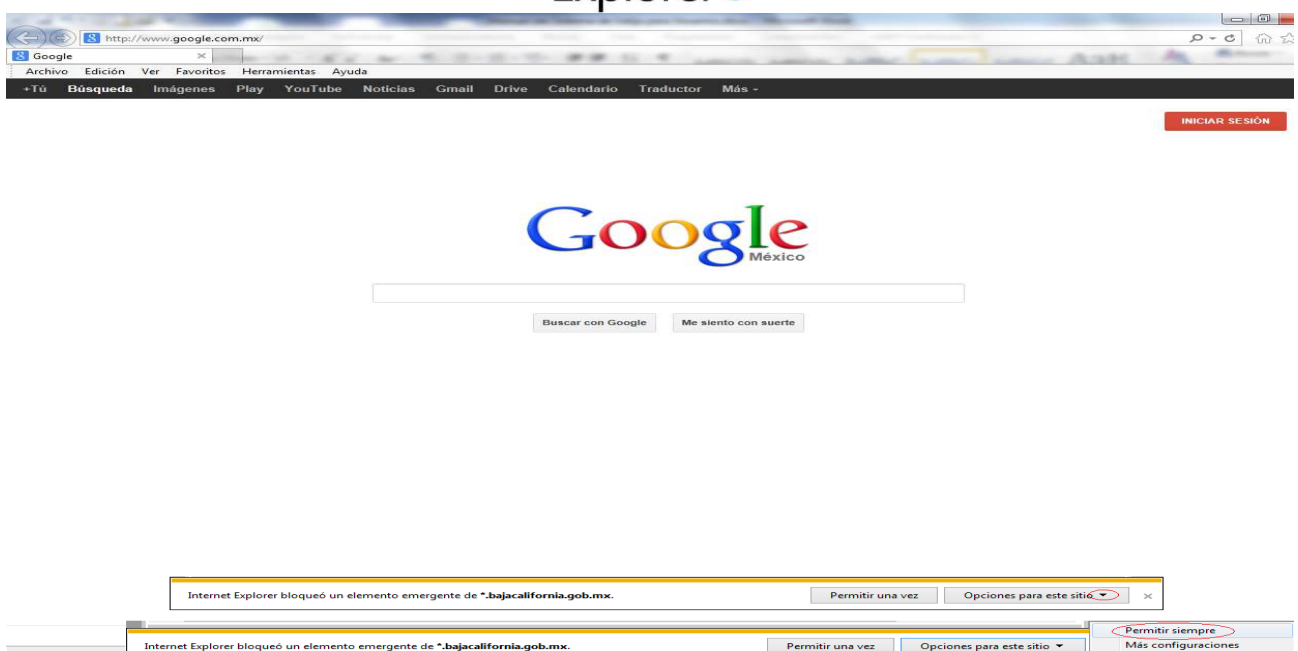 Explorer
http://www.google.com.mx/
Google
Archivo Edición Ver Favoritos Herramientas Ayuda
+Tú Búsqueda Imágenes Play YouTube Noticias Gmail Drive Calendario Traductor Más
INICIAR SESIÓN
Google
México
Buscar con Google Me siento con suerte
Internet Explorer bloqueó un elemento emergente de *.bajacalifornia.gob.mx. Permitir una vez Opciones para este sitio
Permitir siempre
Internet Explorer bloqueó un elemento emergente de *.bajacalifornia.gob.mx. Permitir una vez Opciones para este sitio Más configuraciones